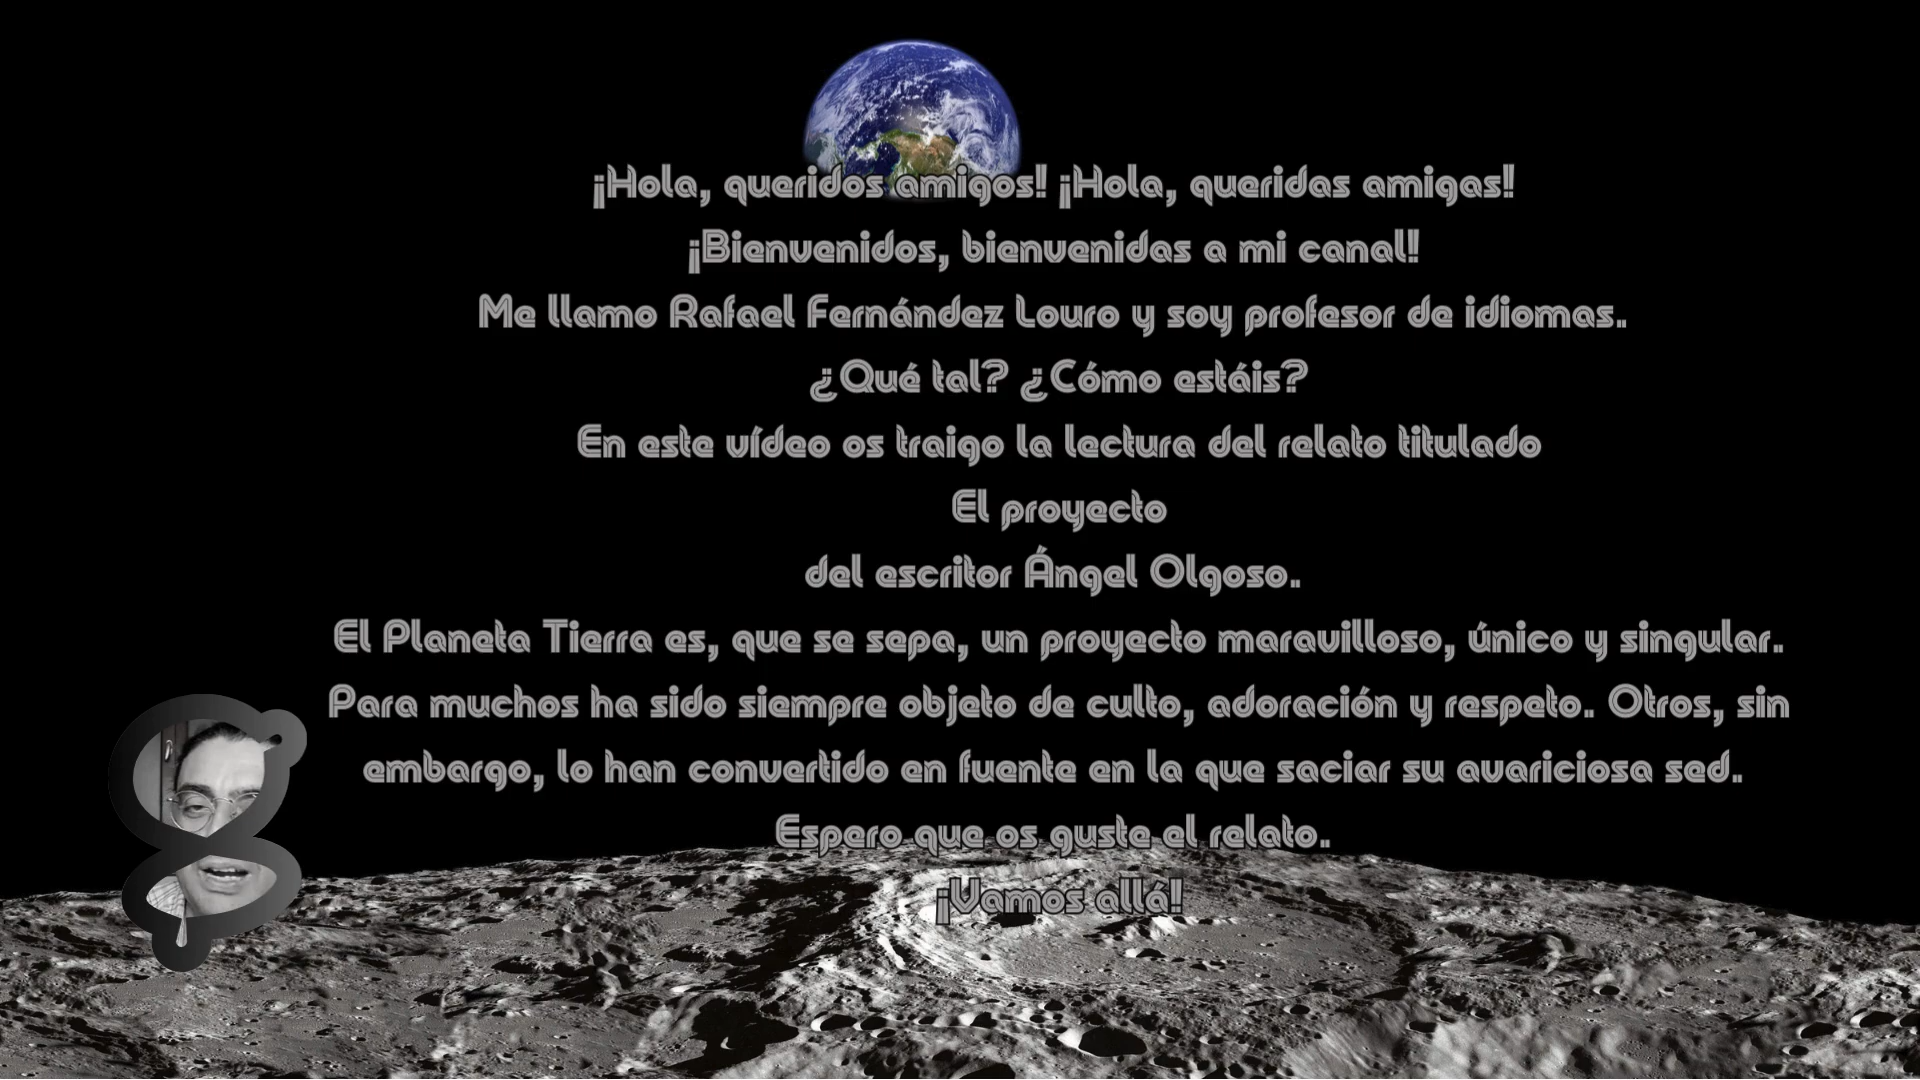 ¡Hola, queridos amigos! ¡Hola, queridas amigas!
¡Bienvenidos, bienvenidas a mi canal!
Me llamo Rafael Fernández Louro y soy profesor de idiomas.
¿Qué tal? ¿Cómo estáis?
En este vídeo os traigo la lectura del relato titulado
El proyecto
del escritor Ángel Olgoso.
El Planeta Tierra es, que se sepa, un proyecto maravilloso, único y singular.
Para muchos ha sido siempre objeto de culto, adoración y respeto. Otros, sin
embargo, lo han convertido en fuente en la que saciar su avariciosa sed.
Espero que os guste el relato.
¡Vamos allá!